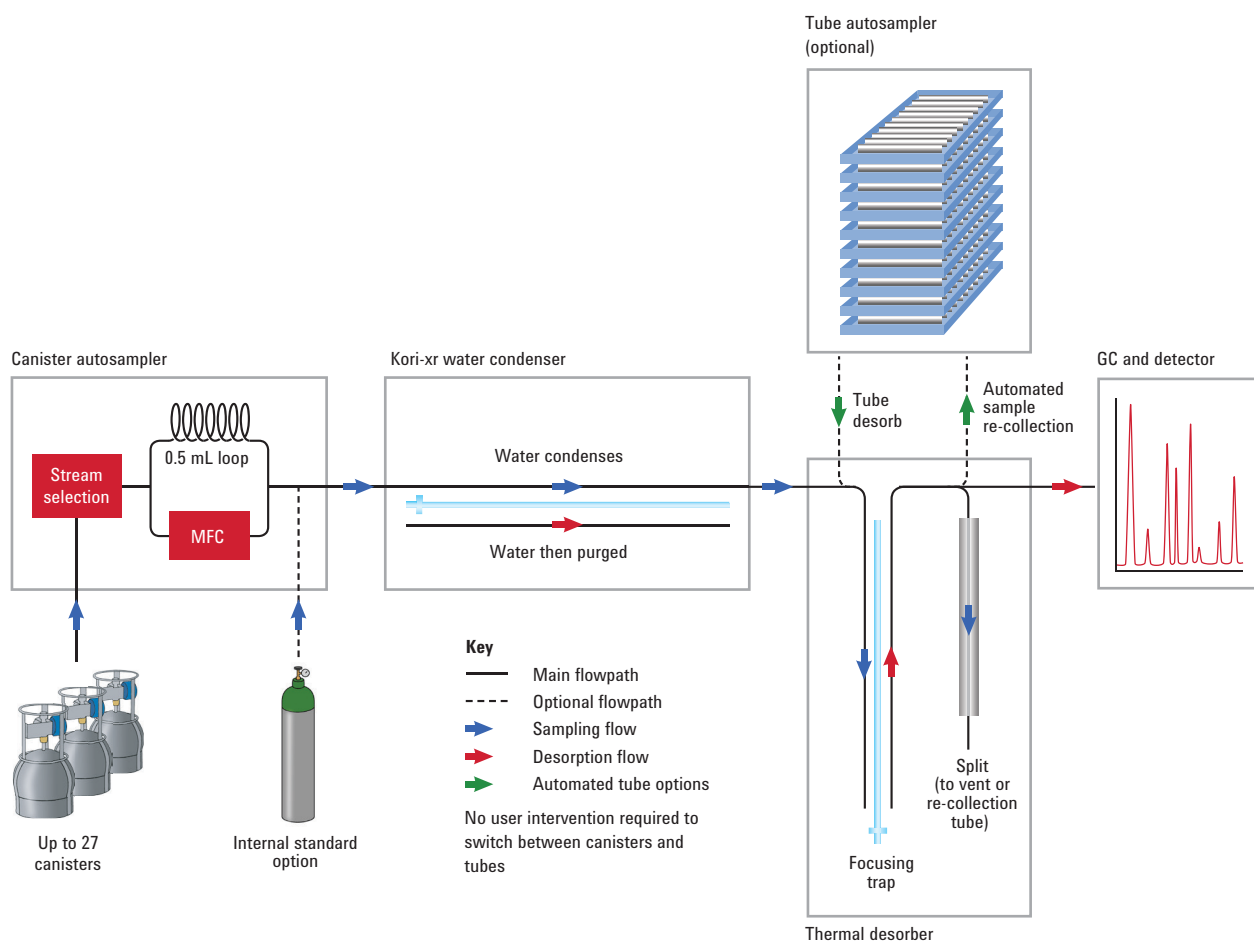 Tube autosampler
(optional)
Canister autosampler
Kori-xr water condenser
GC and detector
Tube
desorb
Automated
sample
re-collection
0.5 mL loop
Stream
selection
MFC
Water condenses
Water then purged
Key
Main flowpath
Optional flowpath
Sampling flow
Desorption flow
Automated tube options
No user intervention required to
switch between canisters and
tubes
Up to 27
canisters
Internal standard
option
Split
(to vent or
re-collection
tube)
Focusing
trap
Thermal desorber